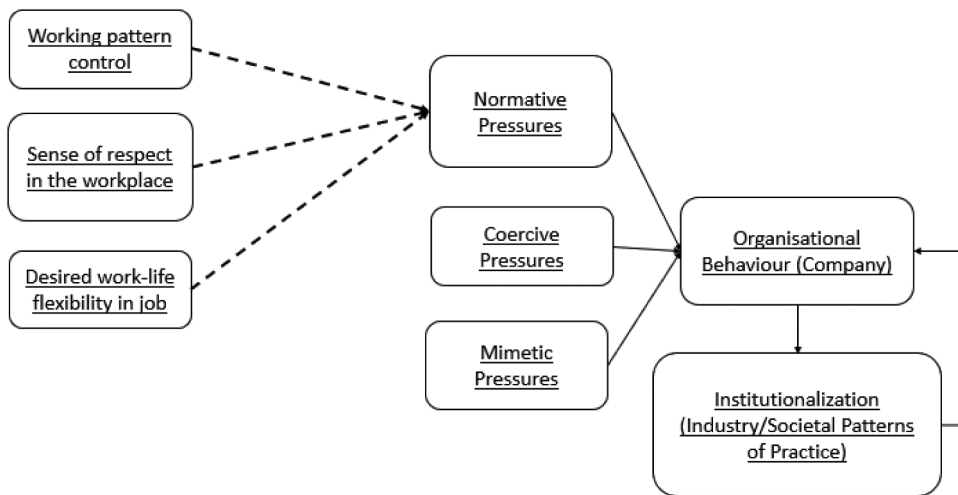 Working pattern
control
Sense of respect
in the workplace
Desired work-life
flexibility in job
Normative
Pressures
Coercive
Pressures
Mimetic
Pressures
Organisational
Behaviour (Company)
Institutionalization
(Industry/Societal Patterns
of Practice)